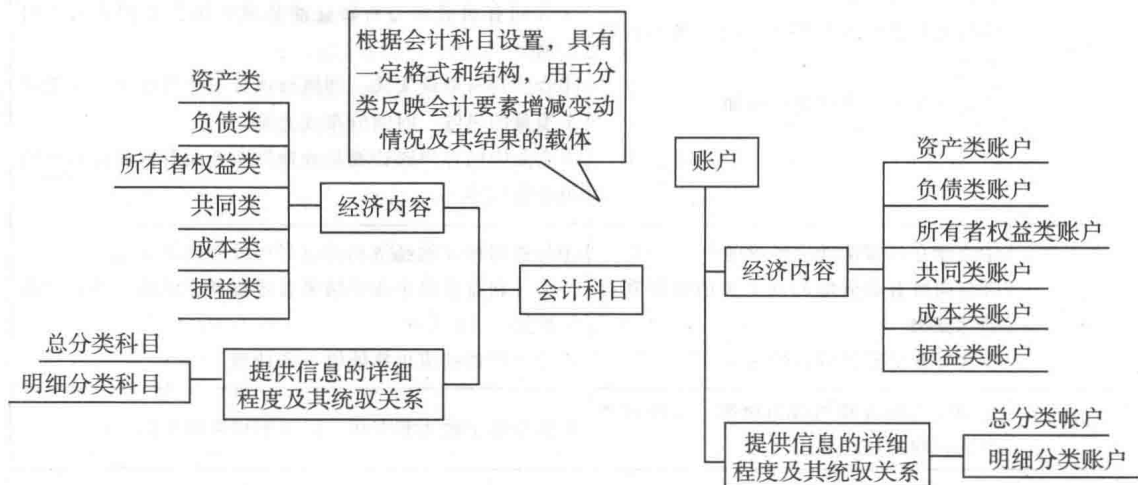 根据会计科目设置，具有
一定格式和结构，用于分
类反映会计要素增减变动
情况及其结果的载体
资产类
负债类
所有者权益类
共同类
成本类
损益类
经济内容
总分类科目
明细分类科目
提供信息的详细
程度及其统驭关系
会计科目
账户
经济内容
资产类账户
负债类账户
所有者权益类账户
共同类账户
成本类账户
损益类账户
提供信息的详细
程度及其统驭关系
总分类帐户
明细分类账户